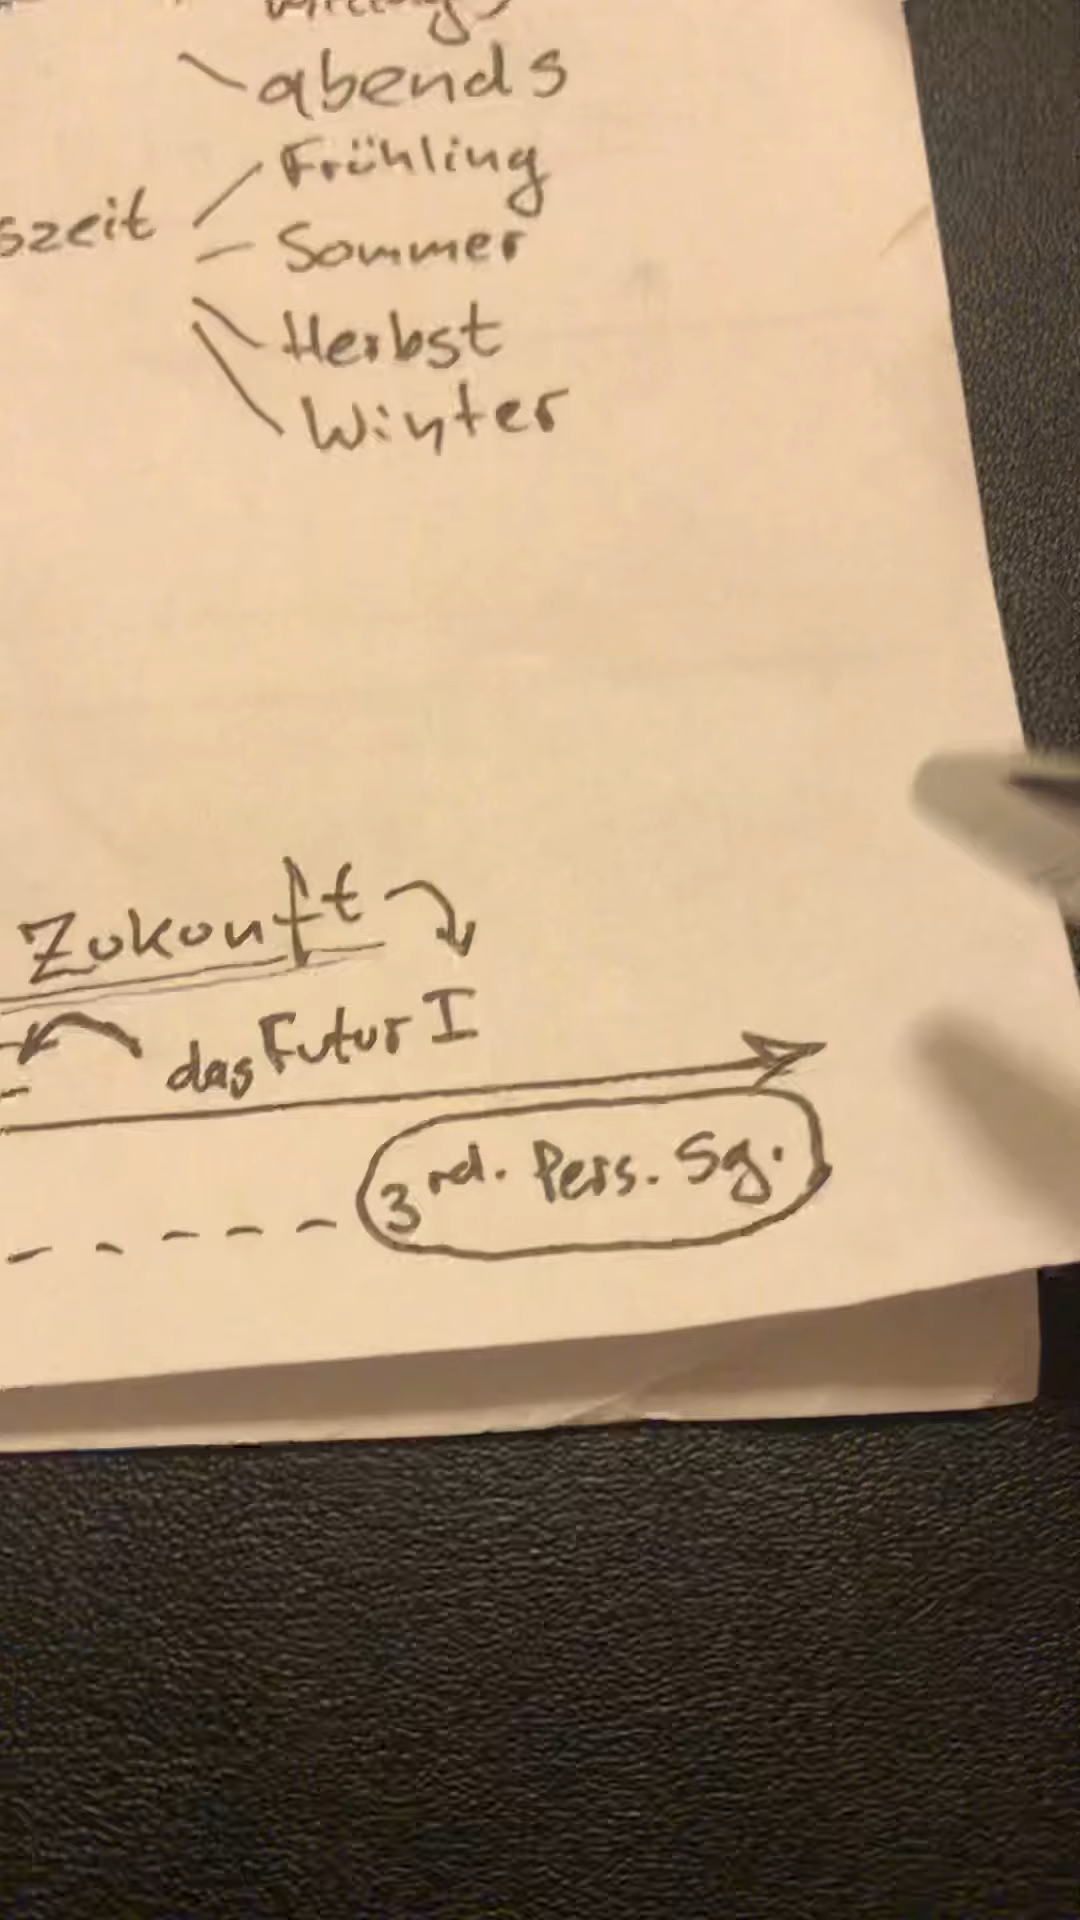 abends
Frühling
szeit
Sommer
Herbst
Winter
Zukunft
das Futur I
3rd. Pers. Sg.